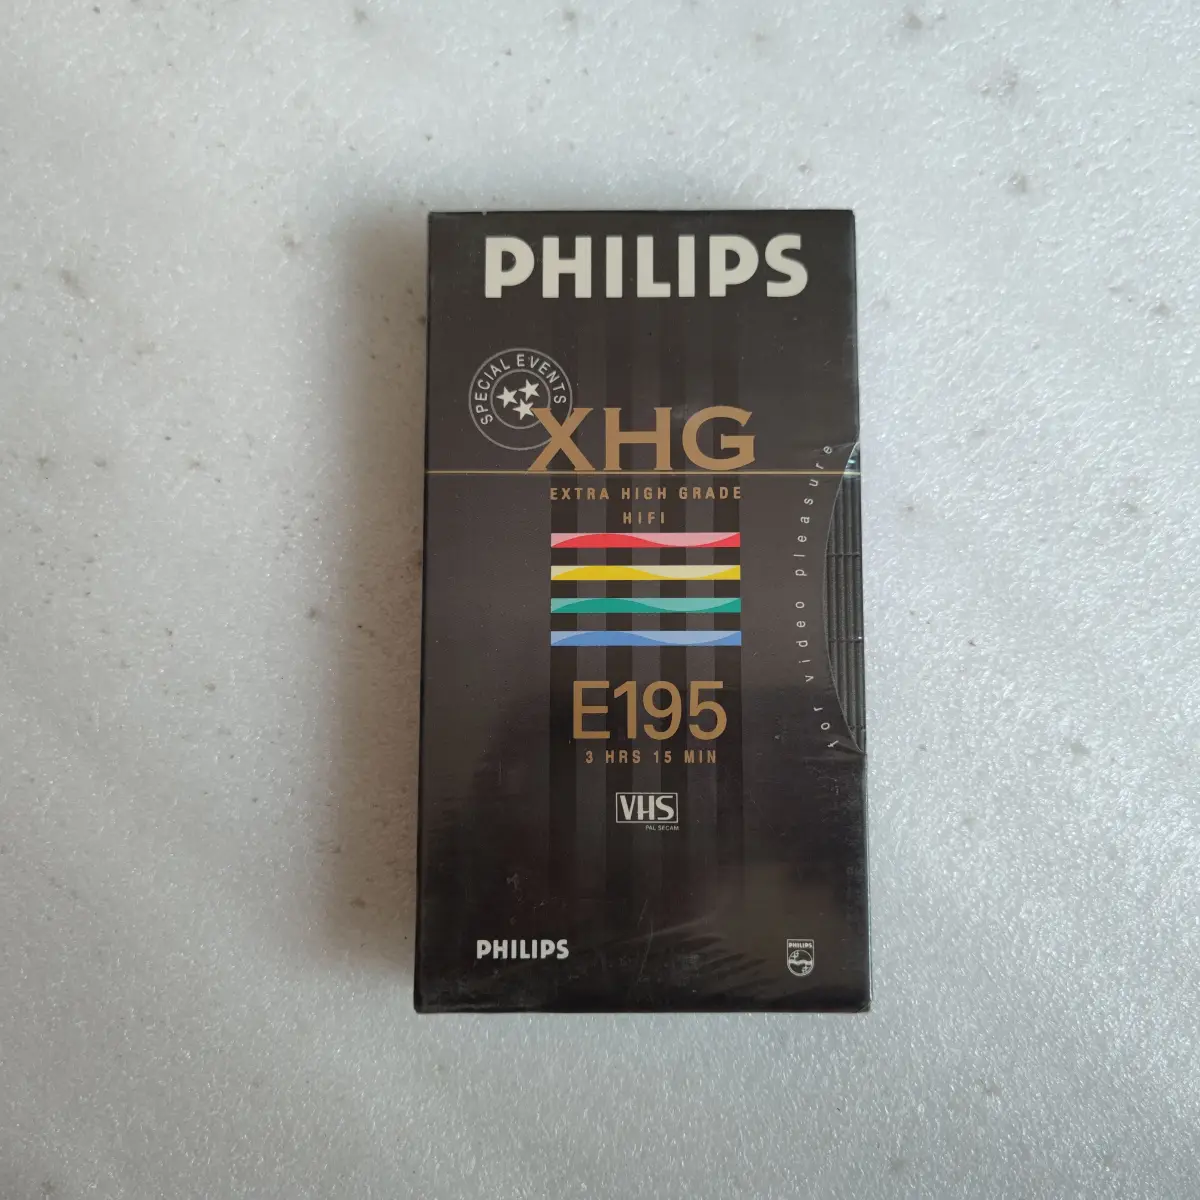 PHILIPS
SPECIAL EVENTS
XHG
EXTRA HIGH GRADE
HIFI
for video pleasure
E195
3 HRS 15 MIN
VHS
PAL SECAM
PHILIPS
PHILIPS